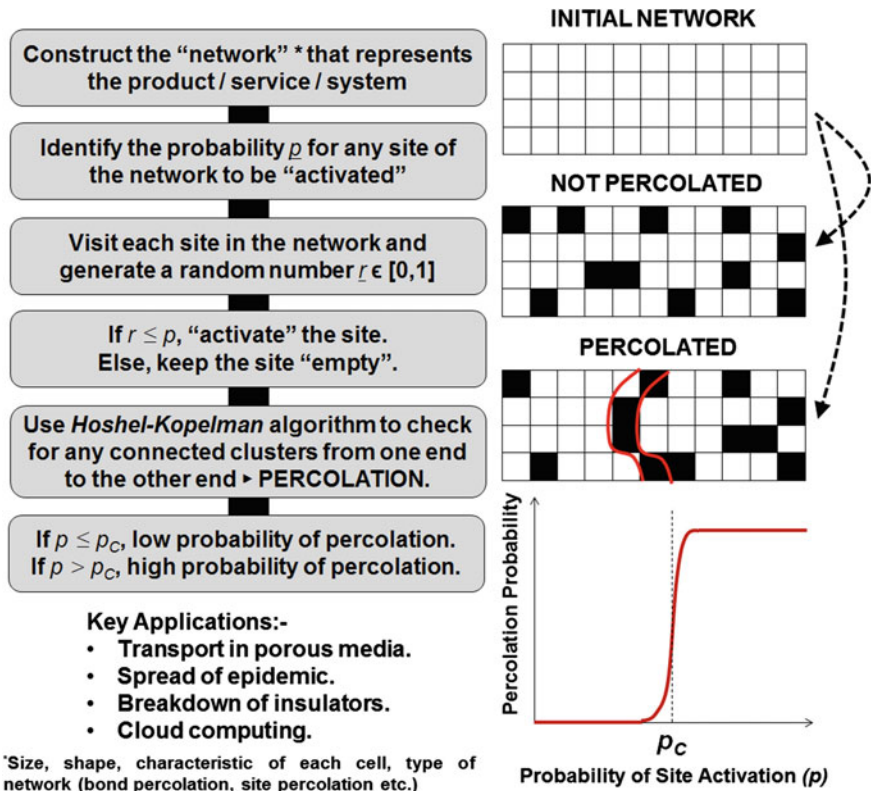 Construct the “network” * that represents
the product / service / system
Identify the probability p for any site of
the network to be “activated”
Visit each site in the network and
generate a random number r ϵ [0,1]
If r ≤ p, “activate” the site.
Else, keep the site “empty”.
Use Hoshel-Kopelman algorithm to check
for any connected clusters from one end
to the other end ▸ PERCOLATION.
If p ≤ pC, low probability of percolation.
If p > pC, high probability of percolation.
Key Applications:-
• Transport in porous media.
• Spread of epidemic.
• Breakdown of insulators.
• Cloud computing.
*Size, shape, characteristic of each cell, type of
network (bond percolation, site percolation etc.)
INITIAL NETWORK
NOT PERCOLATED
PERCOLATED
Percolation Probability
pC
Probability of Site Activation (p)